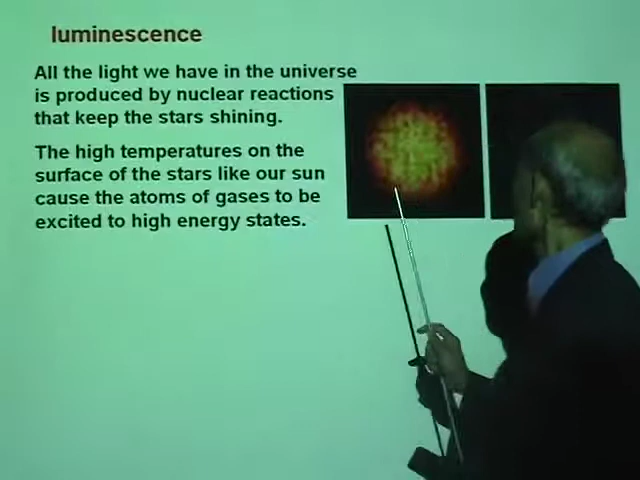 luminescence
All the light we have in the universe
is produced by nuclear reactions
that keep the stars shining.
The high temperatures on the
surface of the stars like our sun
cause the atoms of gases to be
excited to high energy states.